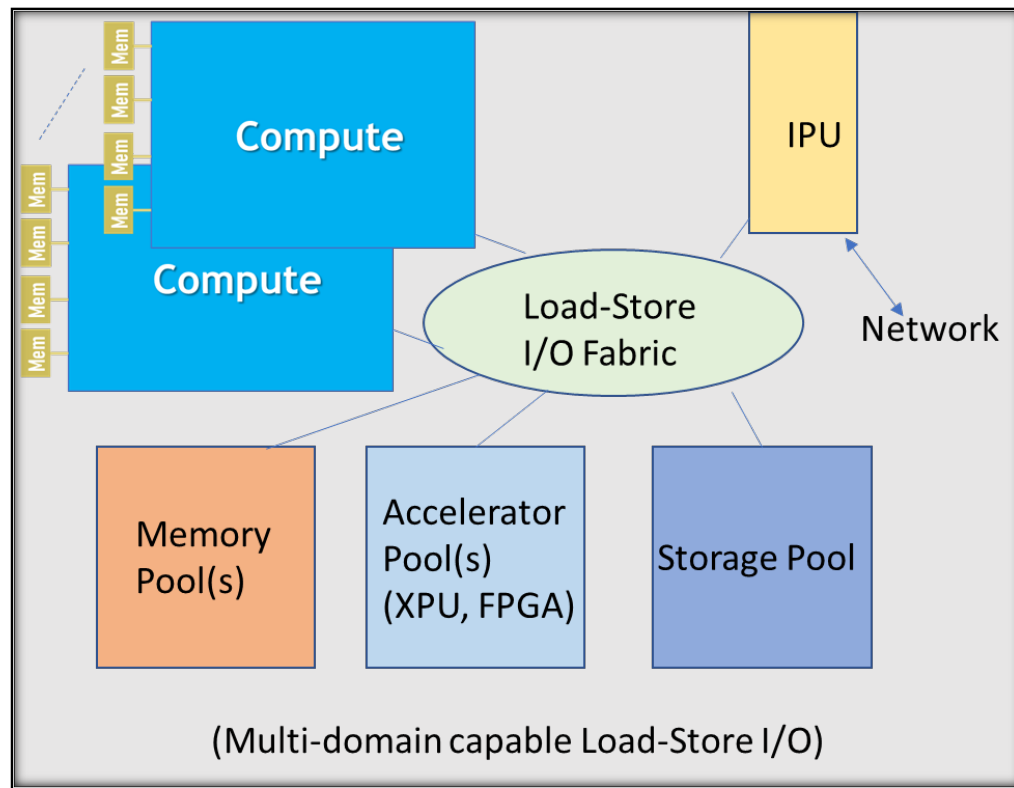 Mem
Mem
Mem
Mem
Compute
IPU
Mem
Mem
Mem
Mem
Compute
Load-Store
I/O Fabric
Network
Memory
Pool(s)
Accelerator
Pool(s)
(XPU, FPGA)
Storage Pool
(Multi-domain capable Load-Store I/O)